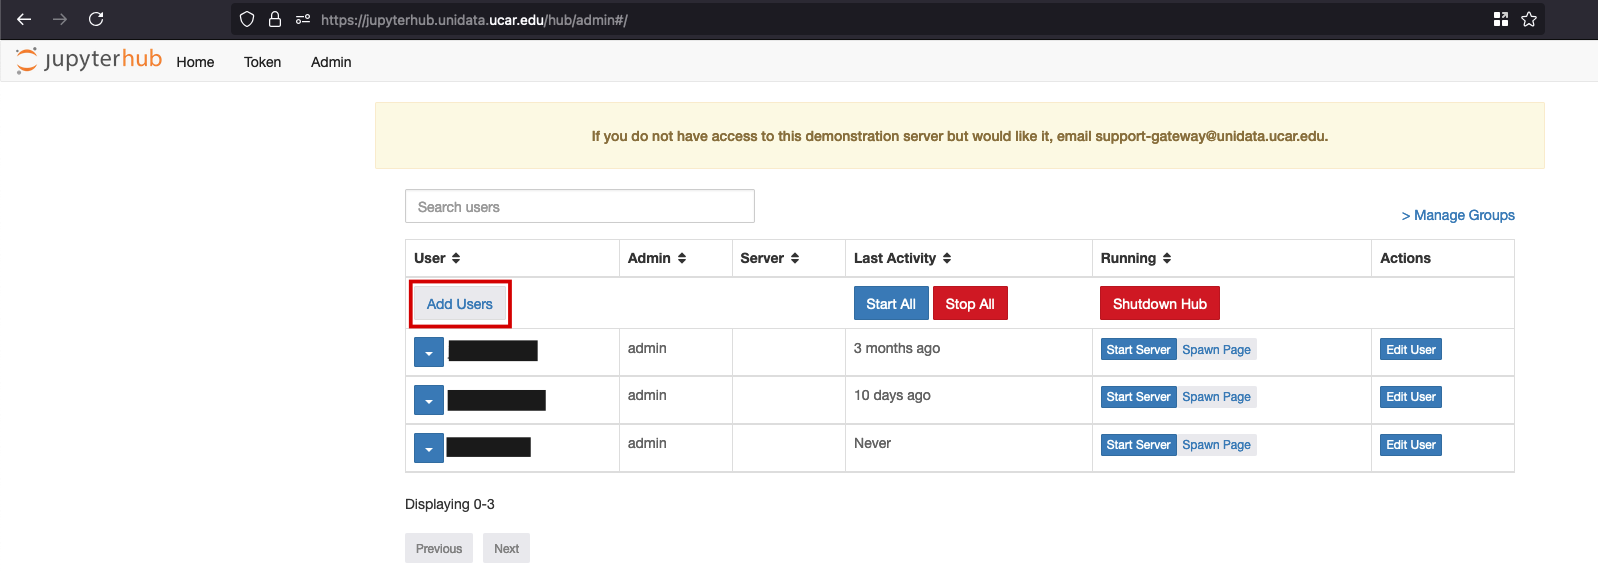 https://jupyterhub.unidata.ucar.edu/hub/admin#/
jupyterhub Home Token Admin
If you do not have access to this demonstration server but would like it, email support-gateway@unidata.ucar.edu.
Search users
> Manage Groups
User Admin Server Last Activity Running Actions
Add Users Start All Stop All Shutdown Hub
admin 3 months ago Start Server Spawn Page Edit User
admin 10 days ago Start Server Spawn Page Edit User
admin Never Start Server Spawn Page Edit User
Displaying 0-3
Previous Next